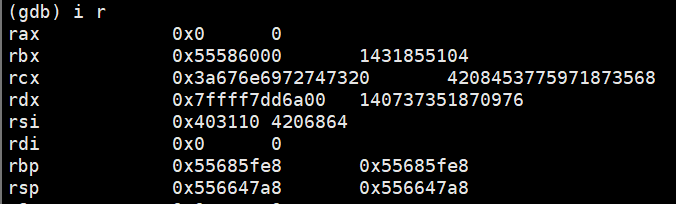 (gdb) i r
rax 0x0 0
rbx 0x55586000 1431855104
rcx 0x3a676e6972747320 4208453775971873568
rdx 0x7ffff7dd6a00 140737351870976
rsi 0x403110 4206864
rdi 0x0 0
rbp 0x55685fe8 0x55685fe8
rsp 0x556647a8 0x556647a8